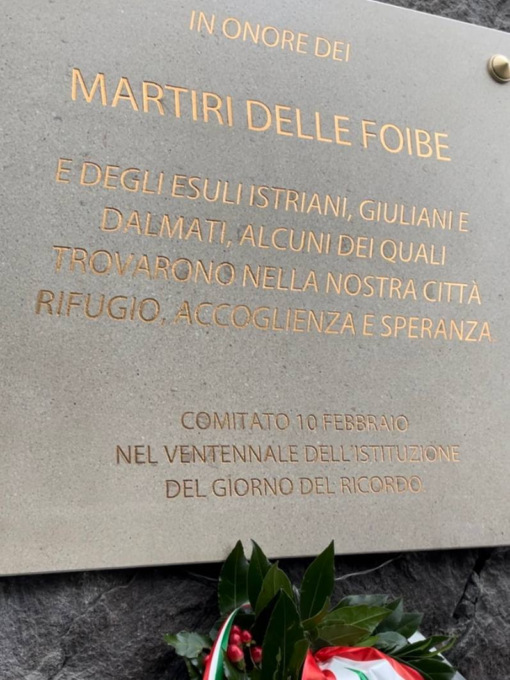 IN ONORE DEI
MARTIRI DELLE FOIBE
E DEGLI ESULI ISTRIANI, GIULIANI E
DALMATI, ALCUNI DEI QUALI
TROVARONO NELLA NOSTRA CITTÀ
RIFUGIO, ACCOGLIENZA E SPERANZA.
COMITATO 10 FEBBRAIO
NEL VENTENNALE DELL'ISTITUZIONE
DEL GIORNO DEL RICORDO.